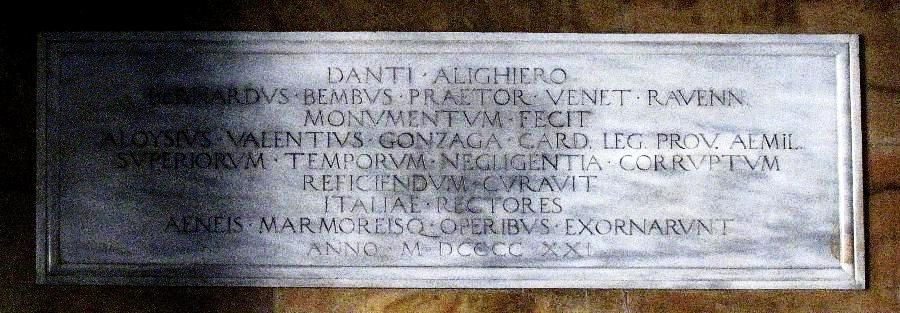 DANTI · ALIGHIERO
BERNARDVS · BEMBVS · PRAETOR · VENET · RAVENN.
MONVMENTVM · FECIT
ALOYSIVS · VALENTIVS · GONZAGA · CARD. LEG. PROV. AEMIL.
SVPERIORVM · TEMPORVM · NEGLIGENTIA · CORRVPTVM
REFICIENDVM · CVRAVIT
ITALIAE · RECTORES
AENEIS · MARMOREISQ · OPERIBVS · EXORNARVNT
ANNO · M · DCCCC · XXI